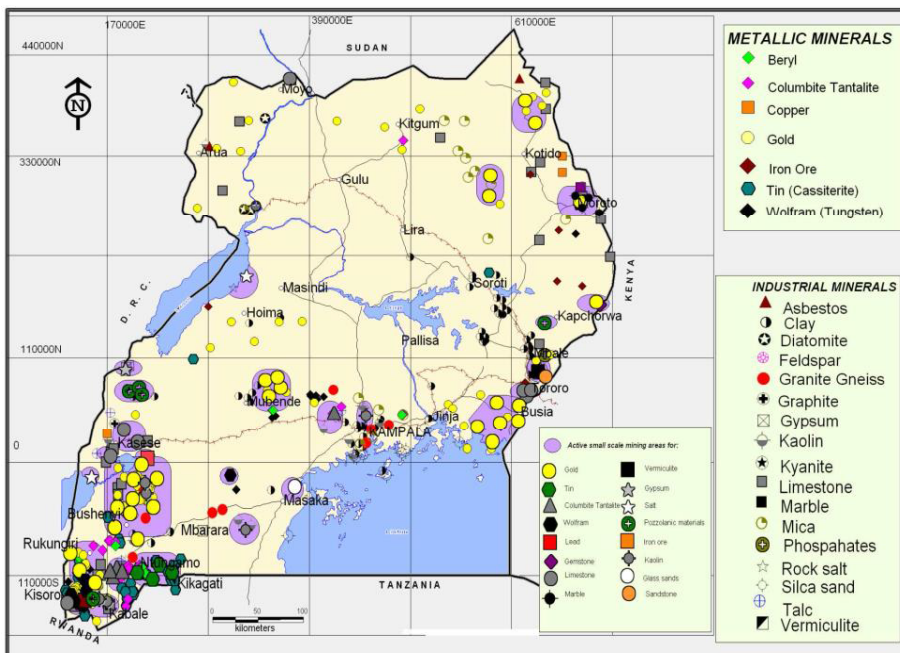 170000E
390000E
610000E
440000N
SUDAN
Moyo
N
Kitgum
Arua
330000N
Kotido
Gulu
Moroto
Lira
KENYA
Soroti
D. R. C.
Masindi
Hoima
Kapchorwa
Pallisa
110000N
Mbale
Tororo
Mubende
Busia
Jinja
KAMPALA
0
Kasese
Masaka
Bushenyi
Mbarara
Rukungiri
Ntungamo
Kikagati
110000S
TANZANIA
Kisoro
Kabale
RWANDA
0 50 100
kilometers
METALLIC MINERALS
Beryl
Columbite Tantalite
Copper
Gold
Iron Ore
Tin (Cassiterite)
Wolfram (Tungsten)
INDUSTRIAL MINERALS
Asbestos
Clay
Diatomite
Feldspar
Granite Gneiss
Graphite
Gypsum
Kaolin
Kyanite
Limestone
Marble
Mica
Phospahates
Rock salt
Silca sand
Talc
Vermiculite
Active small scale mining areas for:
Gold
Tin
Columbite Tantalite
Wolfram
Lead
Gemstone
Limestone
Marble
Vermiculite
Gypsum
Salt
Pozzolanic materials
Iron ore
Kaolin
Glass sands
Sandstone